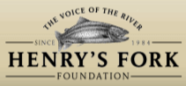 THE VOICE OF THE RIVER
SINCE 1984
HENRY'S FORK
FOUNDATION